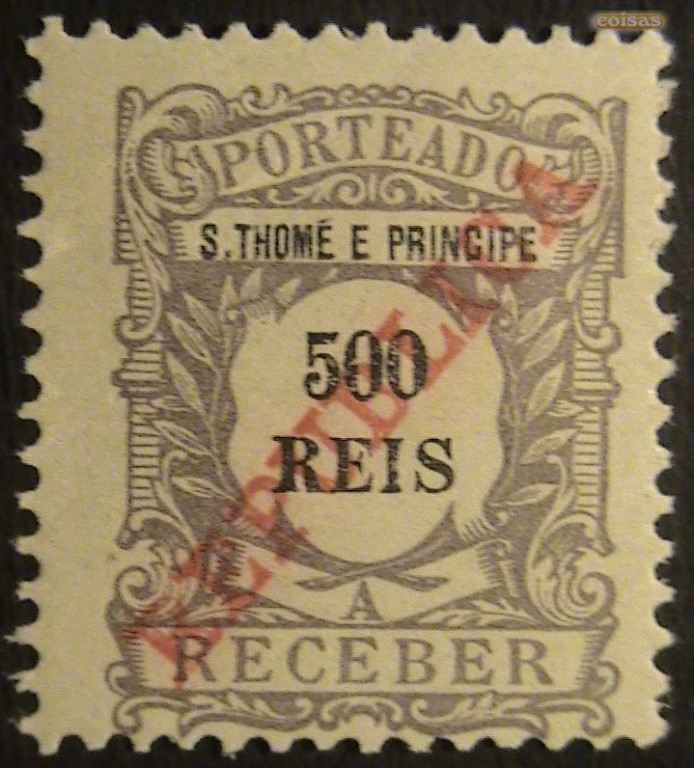 coisas
PORTEADO
S. THOMÉ E PRINCIPE
500
REIS
REPUBLICA
A
RECEBER